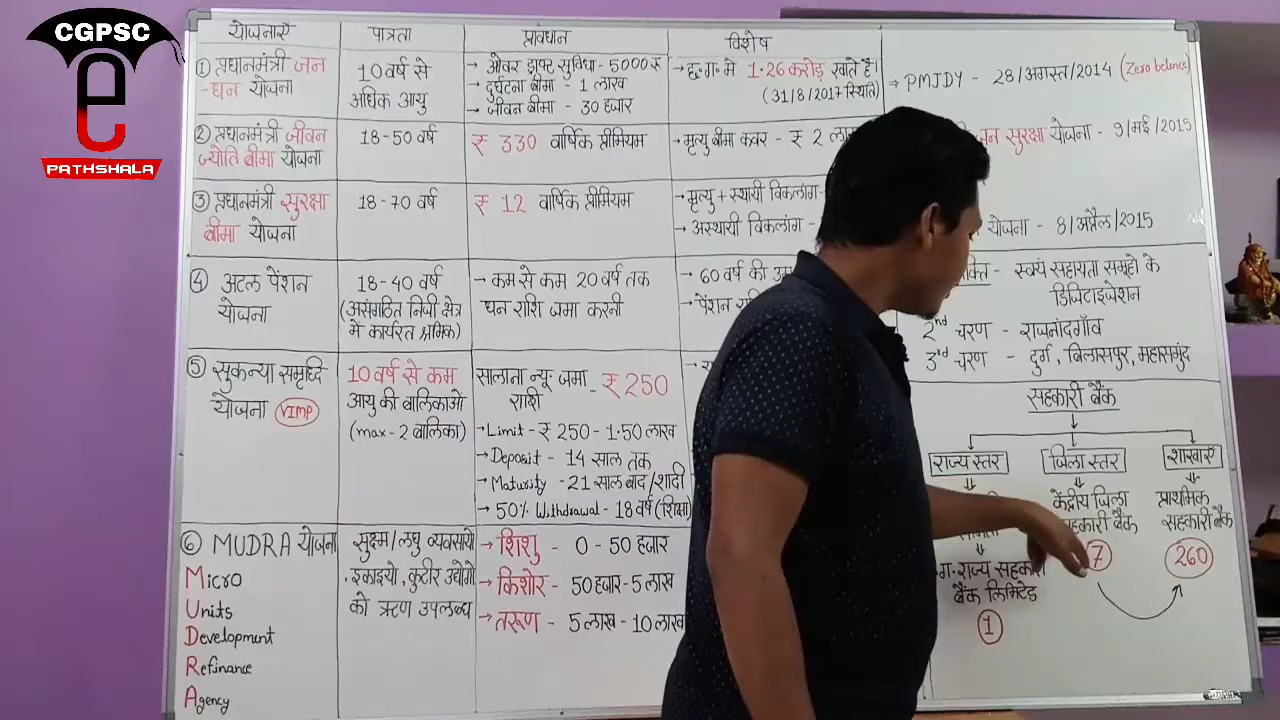 CGPSC
e
PATHSHALA
योजनाएँ
पात्रता
प्रावधान
विशेष
① प्रधानमंत्री जन
-धन योजना
10 वर्ष से
अधिक आयु
→ ओवर ड्राफ्ट सुविधा - 5000 ₹
→ दुर्घटना बीमा - 1 लाख
→ जीवन बीमा - 30 हजार
→ छ.ग. मे 1.26 करोड़ खाते है।
(31/8/2017 स्थिति)
② प्रधानमंत्री जीवन
ज्योति बीमा योजना
18-50 वर्ष
₹ 330 वार्षिक प्रीमियम
→ मृत्यु बीमा कवर - ₹ 2
③ प्रधानमंत्री सुरक्षा
बीमा योजना
18-70 वर्ष
₹ 12 वार्षिक प्रीमियम
→ मृत्यु + स्थायी विकलांग -
→ अस्थायी विकलांग -
④ अटल पेंशन
योजना
18-40 वर्ष
(असंगठित निजी क्षेत्र
मे कार्यरत श्रमिक)
→ कम से कम 20 वर्ष तक
धन राशि जमा करनी
→ 60 वर्ष की
⑤ सुकन्या समृध्दि
योजना VIMP
10 वर्ष से कम
आयु की बालिकाओ
(max - 2 बालिका)
सालाना न्यू. जमा
राशि - ₹ 250
→ Limit - ₹ 250 - 1.50 लाख
→ Deposit - 14 साल तक
→ Maturity - 21 साल बाद/शादी
→ 50% Withdrawal - 18 वर्ष (शिक्षा)
⑥ MUDRA योजना
Micro
Units
Development
Refinance
Agency
सुक्ष्म/लघु व्यवसायो
, इकाइयो, कुटीर उद्योगो
को ऋण उपलब्ध
→ शिशु - 0 - 50 हजार
→ किशोर - 50 हजार - 5 लाख
→ तरूण - 5 लाख - 10 लाख
→ PMJDY - 28/अगस्त/2014 (Zero belence)
सुरक्षा योजना - 9/मई/2015
योजना - 8/अप्रैल/2015
- स्वयं सहायता समूहो के
डिजिटाइजेशन
2nd चरण - राजनांदगाँव
3rd चरण - दुर्ग, बिलासपुर, महासमुंद
सहकारी बैंक
राज्य स्तर
जिला स्तर
शाखाएँ
केंद्रीय जिला
सहकारी बैंक
7
प्राथमिक
सहकारी बैंक
260
राज्य सहकारी
बैंक लिमिटेड
1